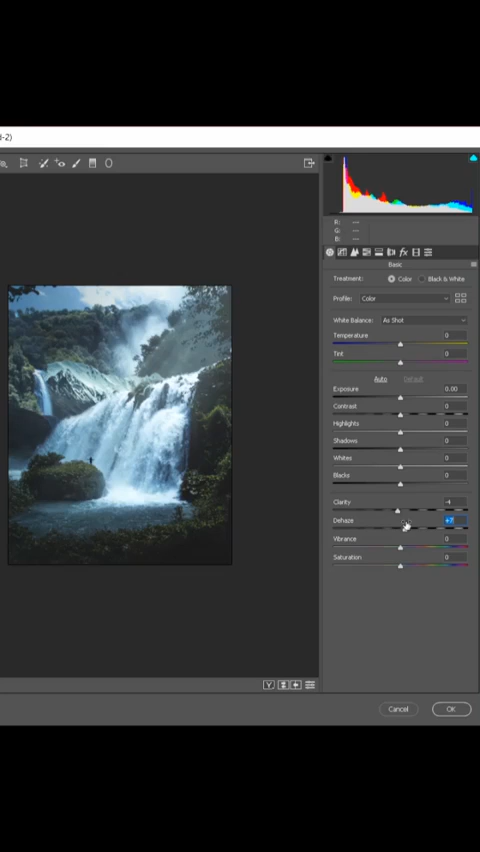 d-2)
R: ---
G: ---
B: ---
fx
Basic
Treatment: Color Black & White
Profile: Color
White Balance: As Shot
Temperature 0
Tint 0
Auto Default
Exposure 0.00
Contrast 0
Highlights 0
Shadows 0
Whites 0
Blacks 0
Clarity -4
Dehaze +7
Vibrance 0
Saturation 0
Y
Cancel OK